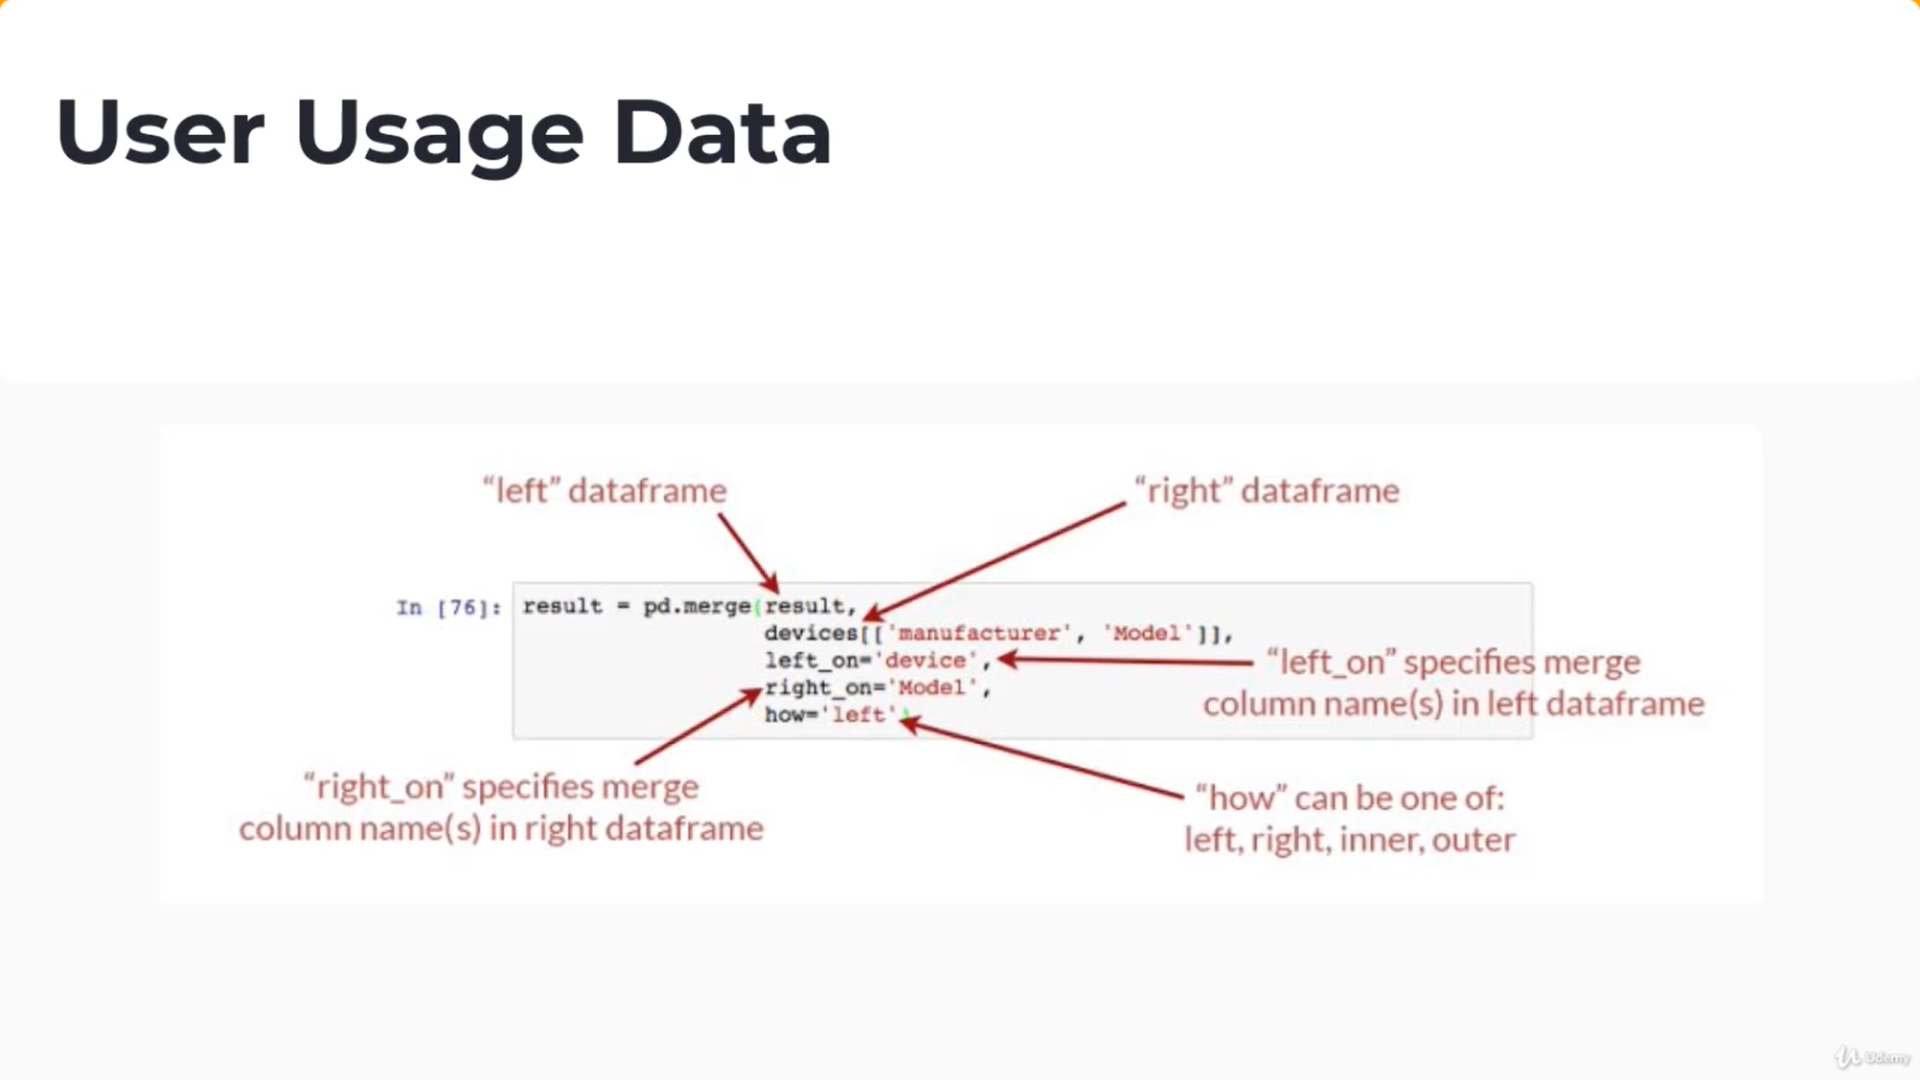 User Usage Data
“left” dataframe
“right” dataframe
In [76]: result = pd.merge(result,
devices[['manufacturer', 'Model']],
left_on='device',
right_on='Model',
how='left')
“left_on” specifies merge
column name(s) in left dataframe
“right_on” specifies merge
column name(s) in right dataframe
“how” can be one of:
left, right, inner, outer
Udemy